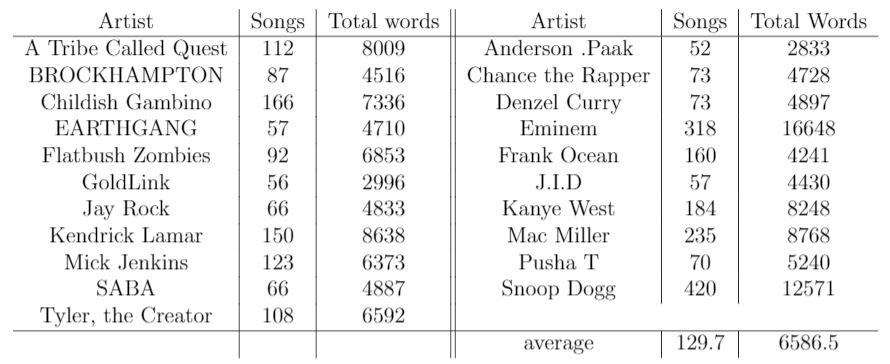 Artist Songs Total words Artist Songs Total Words
A Tribe Called Quest 112 8009 Anderson .Paak 52 2833
BROCKHAMPTON 87 4516 Chance the Rapper 73 4728
Childish Gambino 166 7336 Denzel Curry 73 4897
EARTHGANG 57 4710 Eminem 318 16648
Flatbush Zombies 92 6853 Frank Ocean 160 4241
GoldLink 56 2996 J.I.D 57 4430
Jay Rock 66 4833 Kanye West 184 8248
Kendrick Lamar 150 8638 Mac Miller 235 8768
Mick Jenkins 123 6373 Pusha T 70 5240
SABA 66 4887 Snoop Dogg 420 12571
Tyler, the Creator 108 6592
average 129.7 6586.5